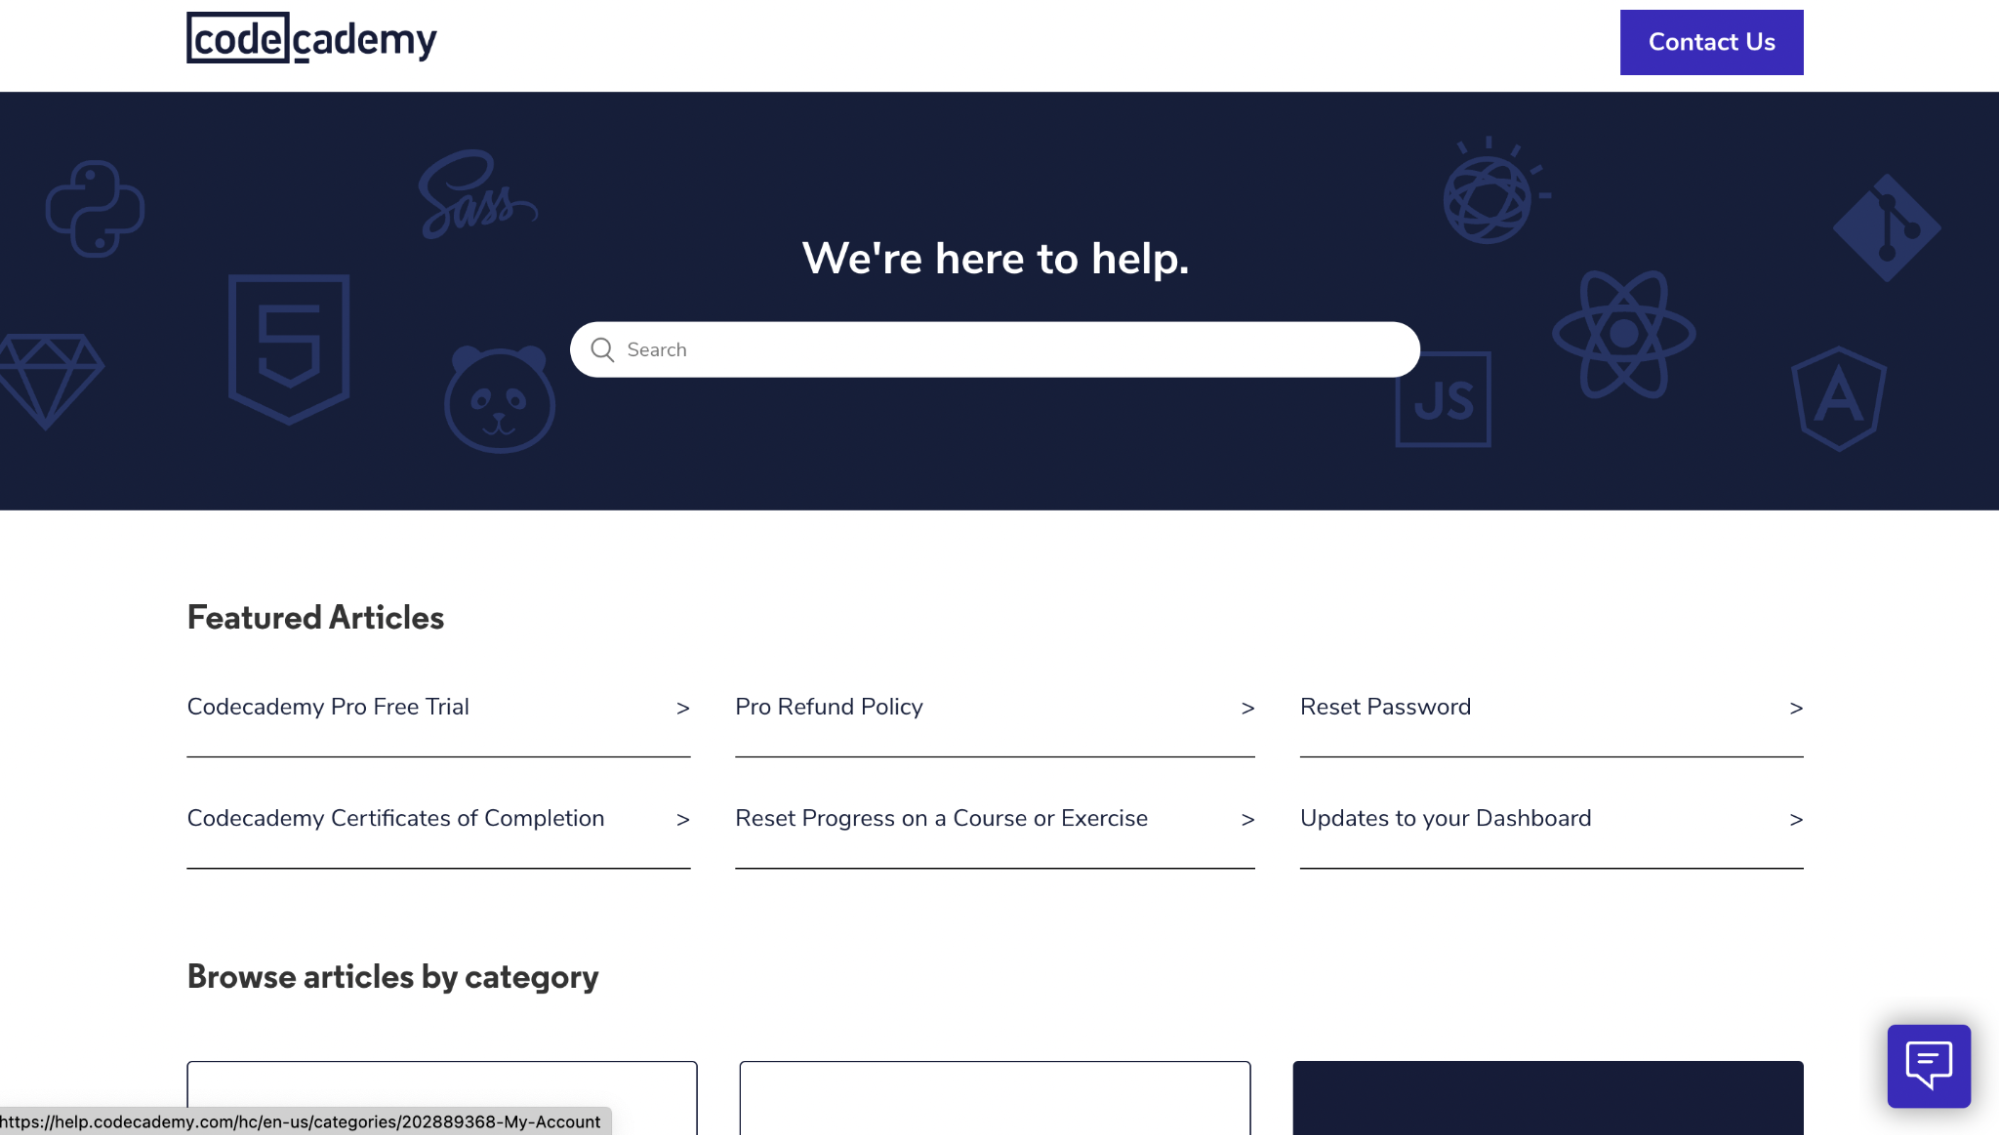 codecademy
Contact Us
Sass
We're here to help.
Search
JS
Featured Articles
Codecademy Pro Free Trial >
Pro Refund Policy >
Reset Password >
Codecademy Certificates of Completion >
Reset Progress on a Course or Exercise >
Updates to your Dashboard >
Browse articles by category
https://help.codecademy.com/hc/en-us/categories/202889368-My-Account